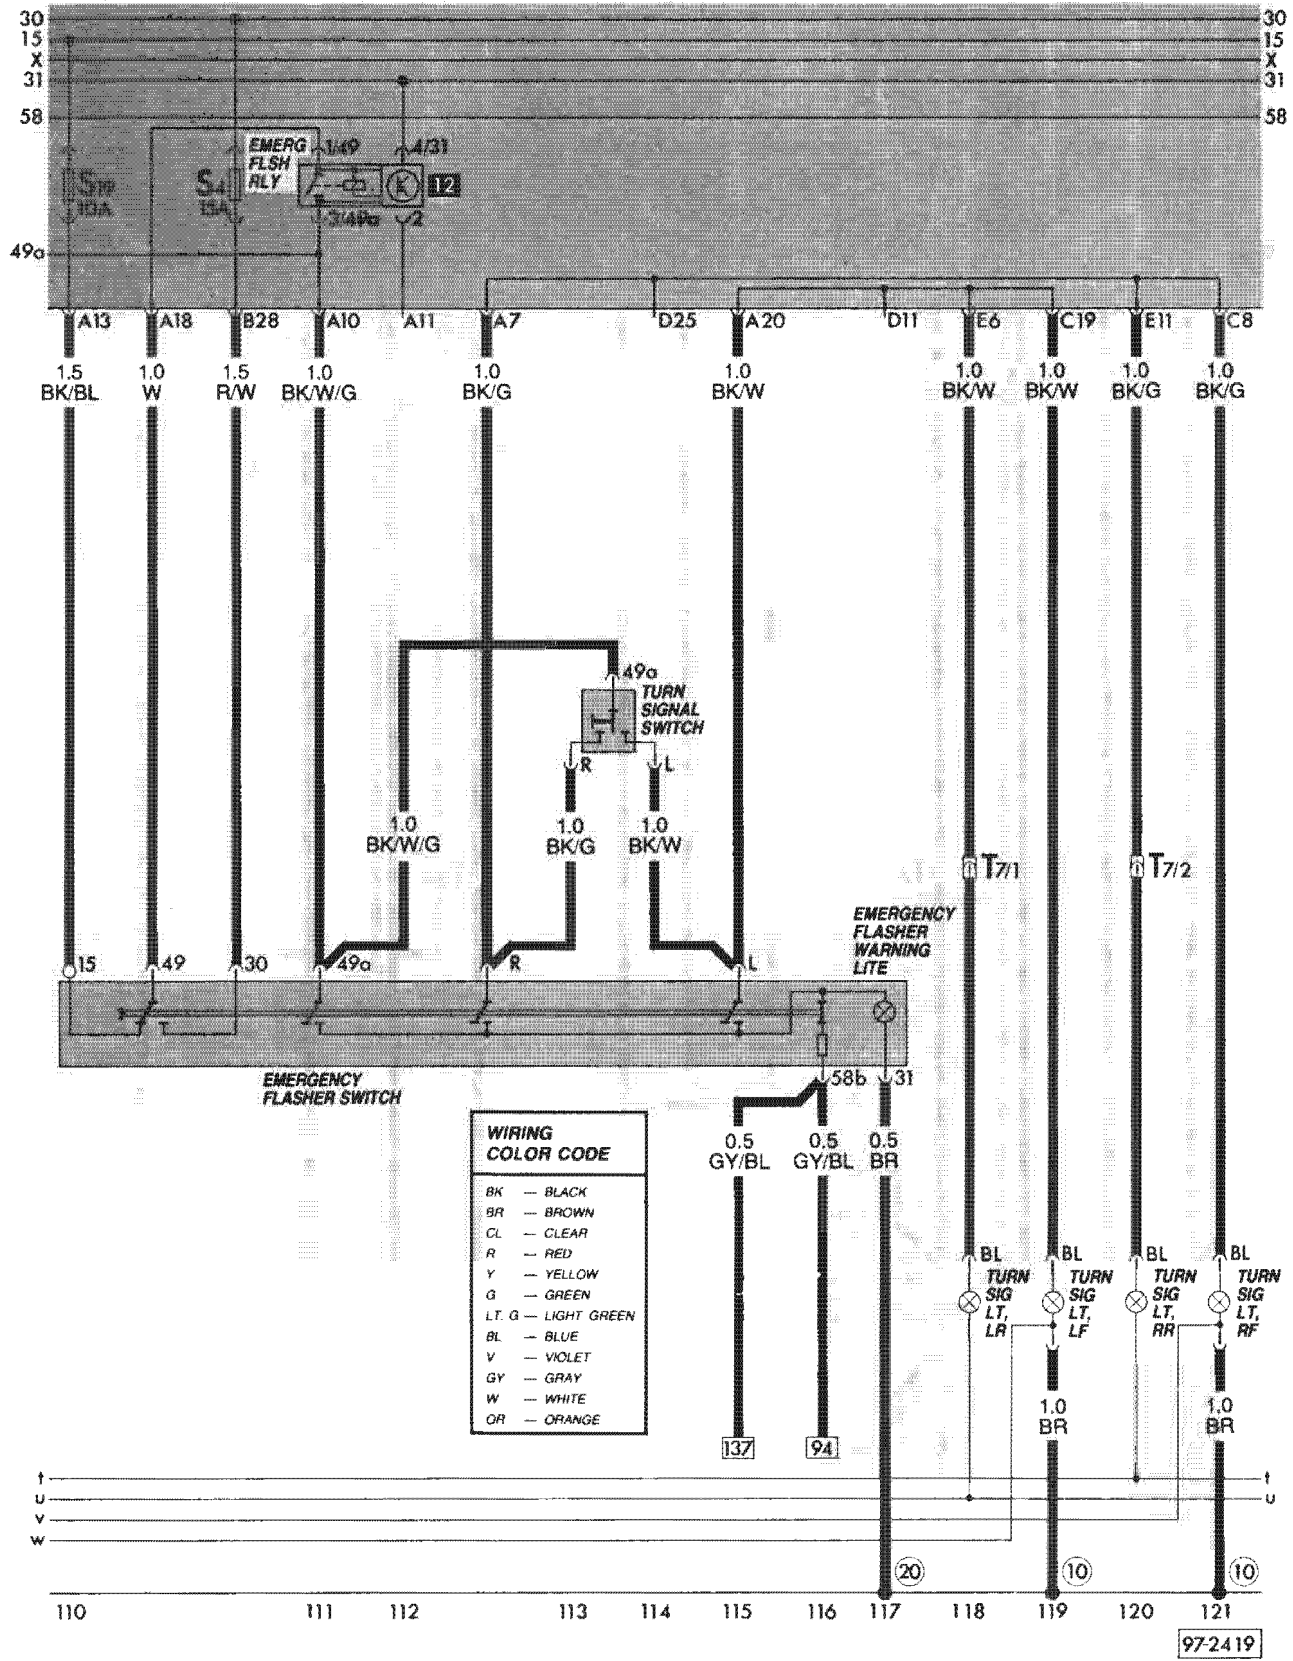 30 30
15 15
X X
31 31
58 58
EMERG
FLSH
RLY
1/49 4/31
S19
10A
S4
15A
12
K
3/49a 2
49a
A13 A18 B28 A10 A11 A7 D25 A20 D11 E6 C19 E11 C8
1.5 1.0 1.5 1.0 1.0 1.0 1.0 1.0 1.0 1.0
BK/BL W R/W BK/W/G BK/G BK/W BK/W BK/W BK/G BK/G
49a
TURN
SIGNAL
SWITCH
R L
1.0 1.0 1.0
BK/W/G BK/G BK/W
T7/1 T7/2
EMERGENCY
FLASHER
WARNING
LITE
15 49 30 49a R L
EMERGENCY
FLASHER SWITCH
58b 31
0.5 0.5 0.5
GY/BL GY/BL BR
WIRING
COLOR CODE
BK — BLACK
BR — BROWN
CL — CLEAR
R — RED
Y — YELLOW
G — GREEN
LT. G — LIGHT GREEN
BL — BLUE
V — VIOLET
GY — GRAY
W — WHITE
OR — ORANGE
BL BL BL BL
TURN
SIG
LT,
LR
TURN
SIG
LT,
LF
TURN
SIG
LT,
RR
TURN
SIG
LT,
RF
1.0 1.0
BR BR
137 94
t t
u u
v
w
20 10 10
110 111 112 113 114 115 116 117 118 119 120 121
97-2419